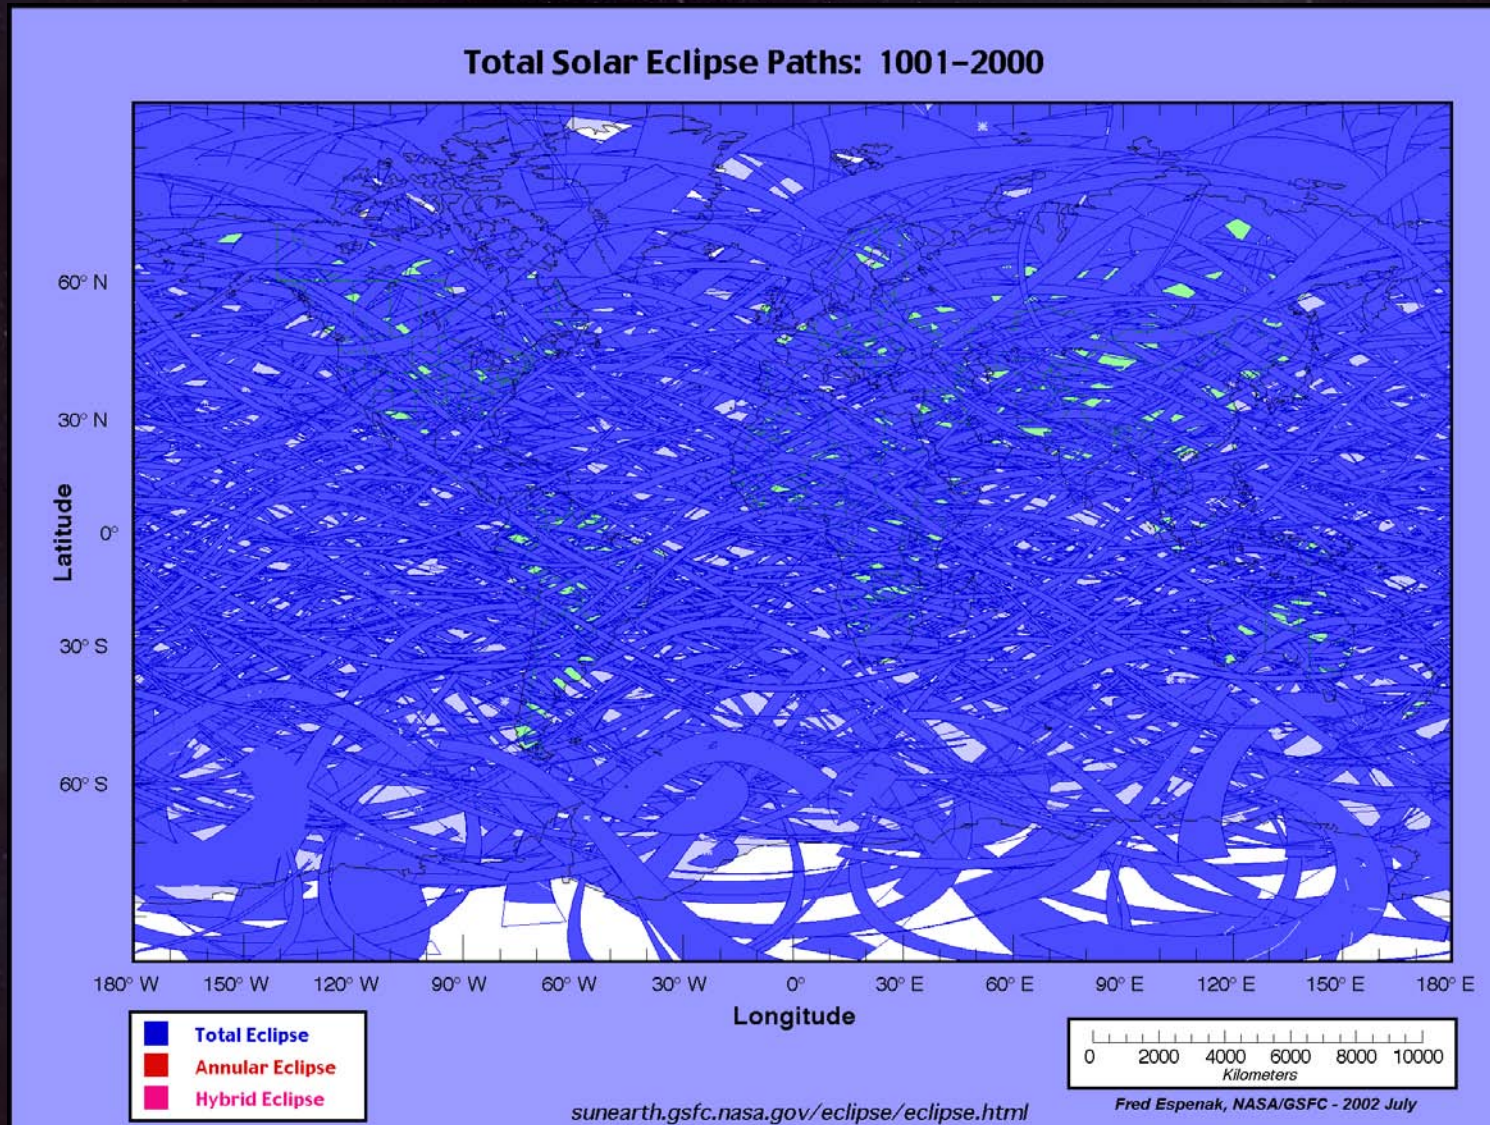 Total Solar Eclipse Paths: 1001–2000
60° N
30° N
0°
30° S
60° S
Latitude
180° W 150° W 120° W 90° W 60° W 30° W 0° 30° E 60° E 90° E 120° E 150° E 180° E
Longitude
Total Eclipse
Annular Eclipse
Hybrid Eclipse
0 2000 4000 6000 8000 10000
Kilometers
sunearth.gsfc.nasa.gov/eclipse/eclipse.html
Fred Espenak, NASA/GSFC - 2002 July